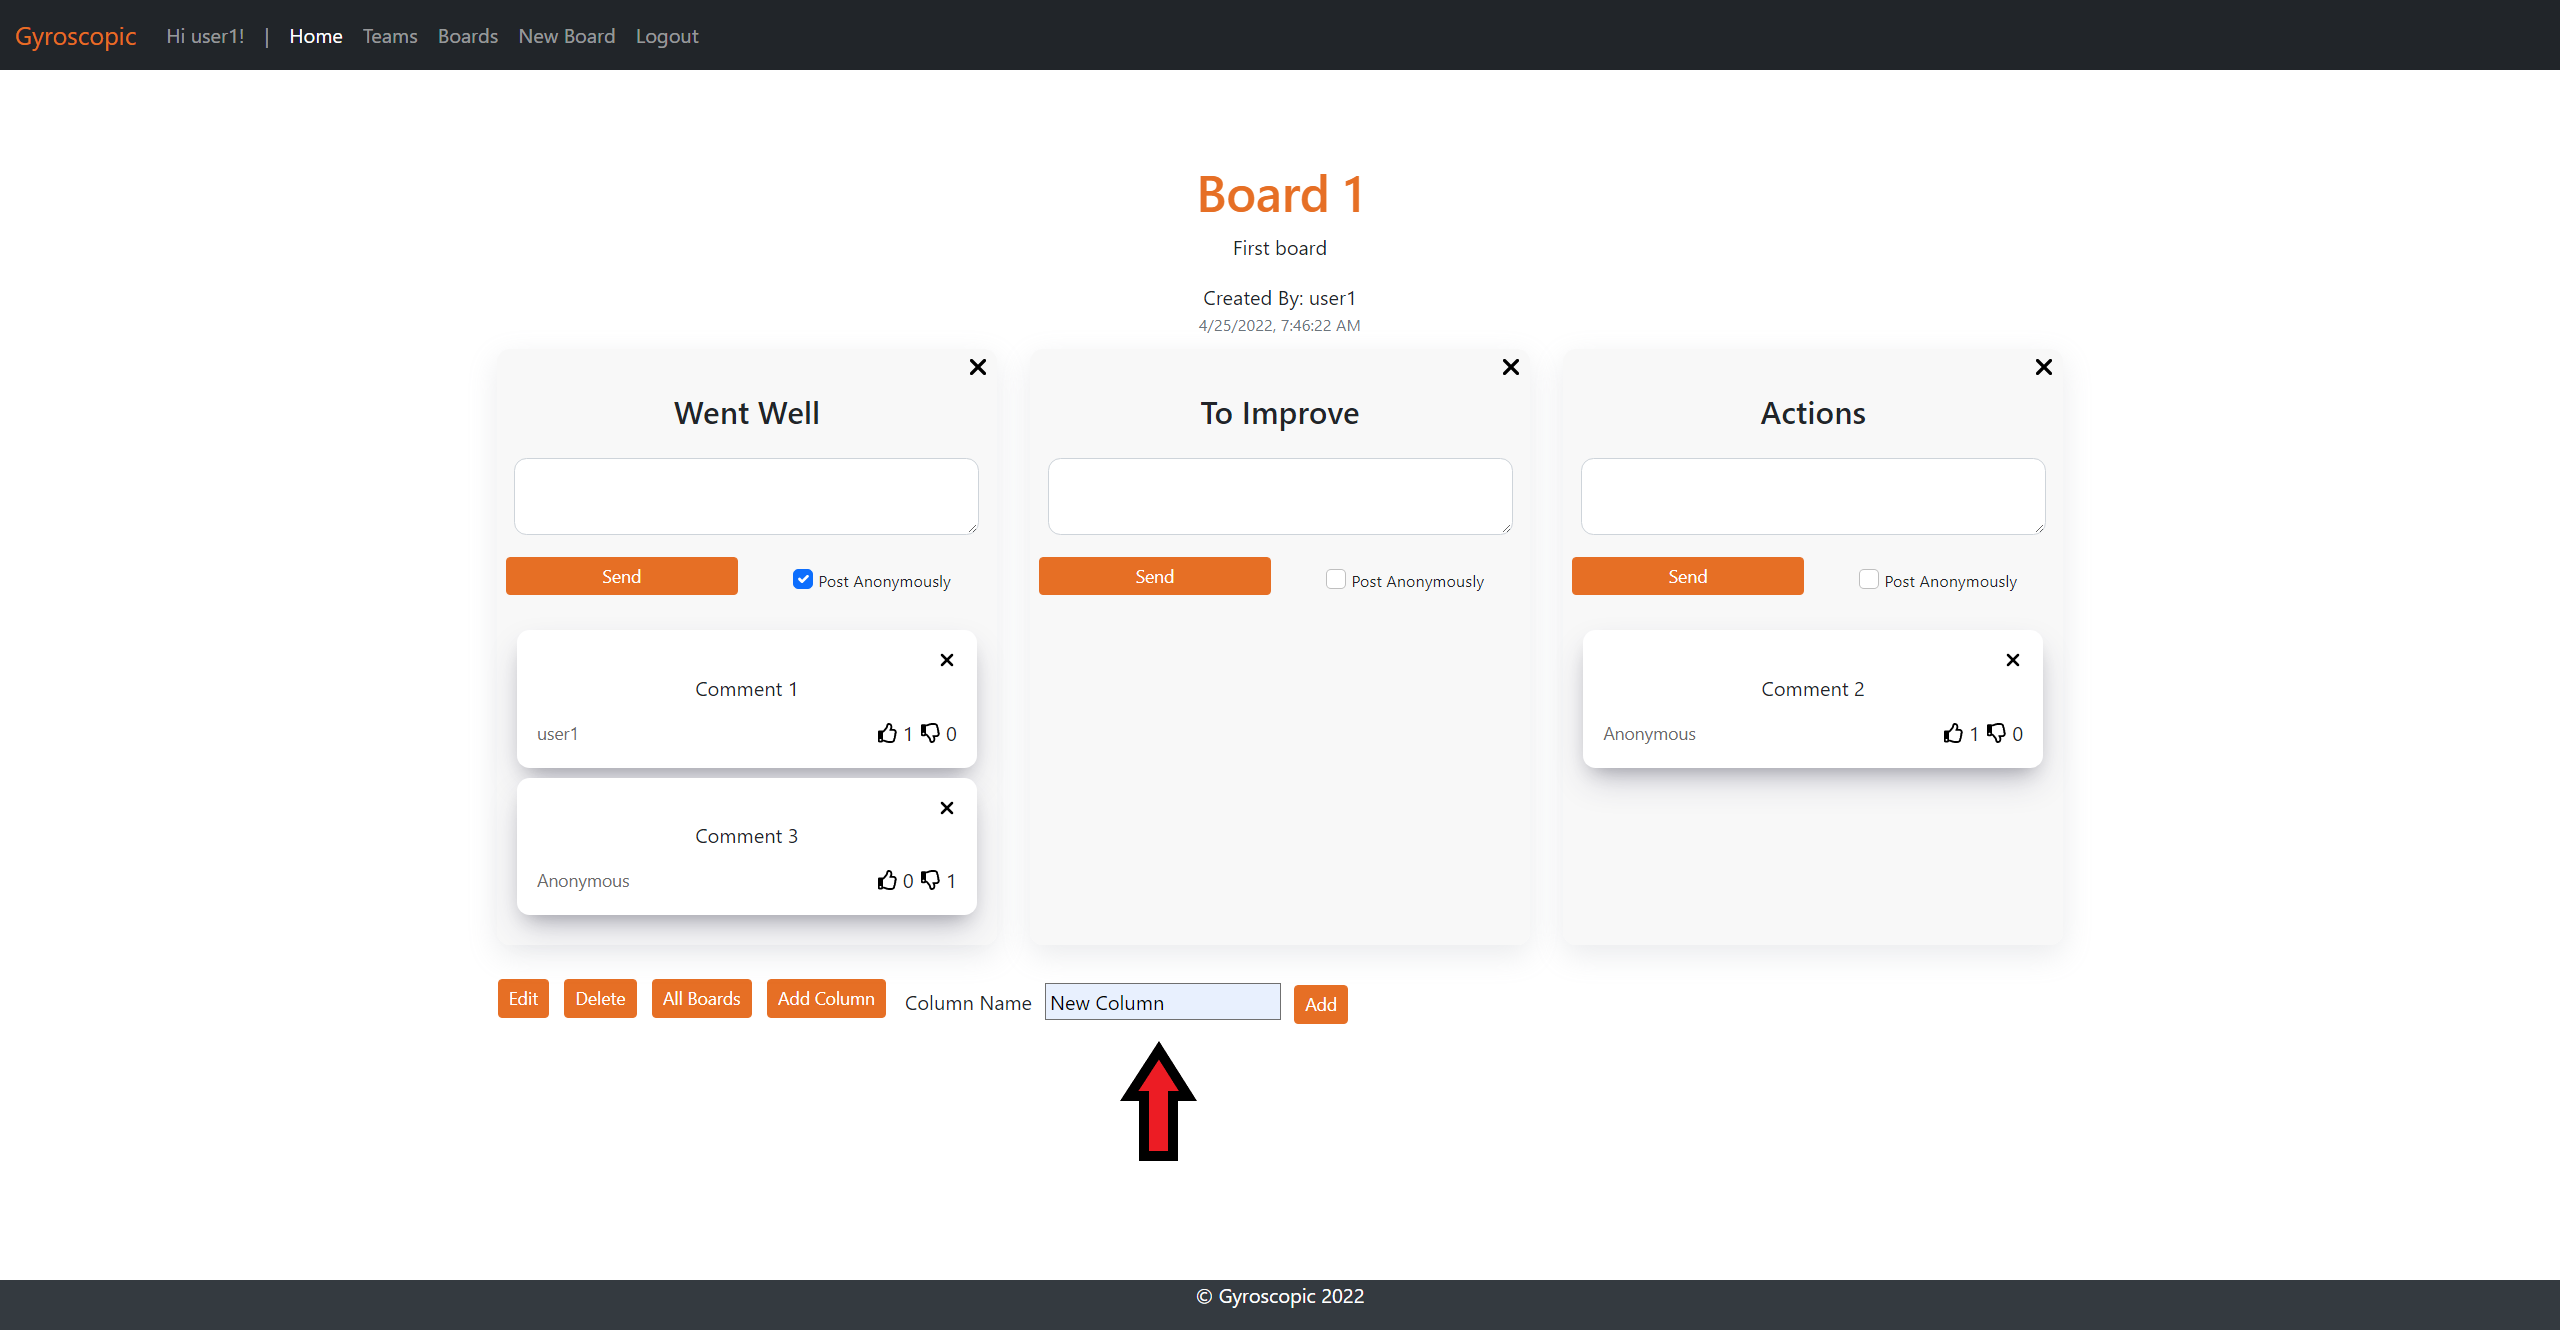 Gyroscopic Hi user1! | Home Teams Boards New Board Logout
Board 1
First board
Created By: user1
4/25/2022, 7:46:22 AM
Went Well
Send Post Anonymously
Comment 1
user1 1 0
Comment 3
Anonymous 0 1
To Improve
Send Post Anonymously
Actions
Send Post Anonymously
Comment 2
Anonymous 1 0
Edit Delete All Boards Add Column Column Name New Column Add
© Gyroscopic 2022